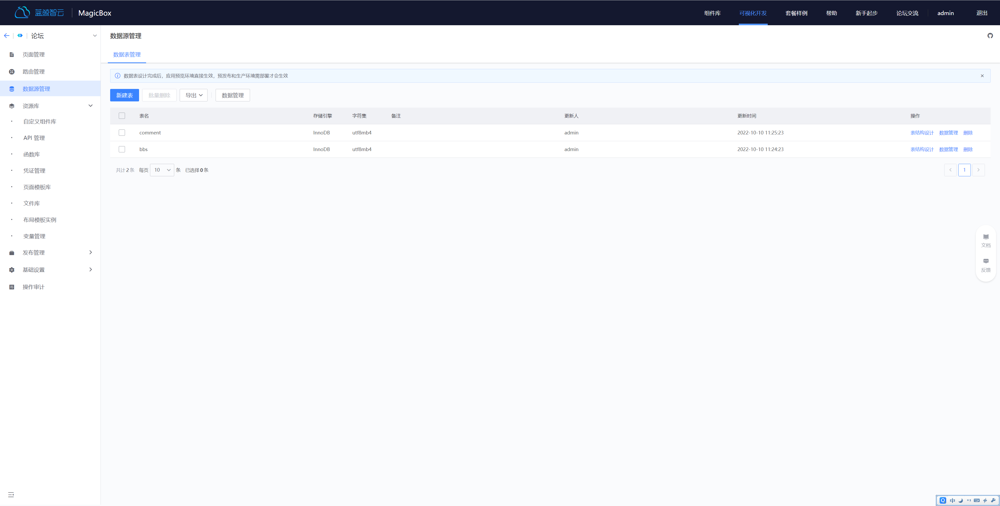 蓝鲸智云 MagicBox 组件库 可视化开发 套餐样例 帮助 新手起步 论坛交流 admin 退出
论坛
页面管理
路由管理
数据源管理
资源库
自定义组件库
API 管理
函数库
凭证管理
页面模板库
文件库
布局模板实例
变量管理
发布管理
基础设置
操作审计
数据源管理
数据表管理
数据表设计完成后，应用预览环境直接生效，预发布和生产环境需部署才会生效
新建表 批量删除 导出 数据管理
表名 存储引擎 字符集 备注 更新人 更新时间 操作
comment InnoDB utf8mb4 admin 2022-10-10 11:25:23 表结构设计 数据管理 删除
bbs InnoDB utf8mb4 admin 2022-10-10 11:24:23 表结构设计 数据管理 删除
共计 2 条 每页 10 条 已选择 0 条 1
文档
反馈
中